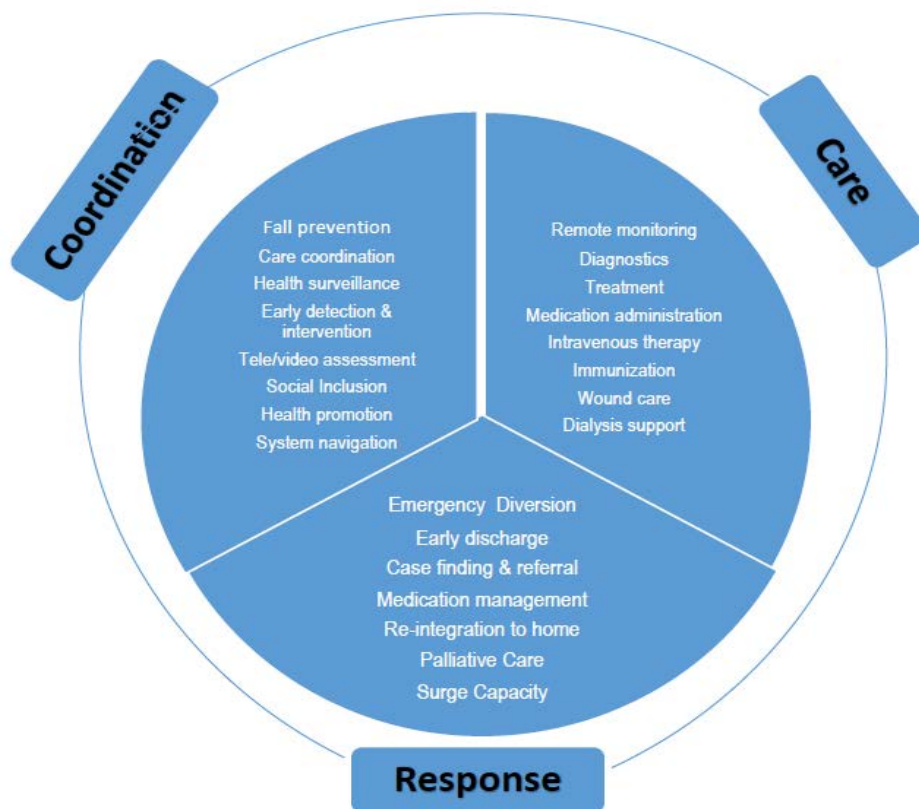 Coordination
Care
Fall prevention
Care coordination
Health surveillance
Early detection &
intervention
Tele/video assessment
Social Inclusion
Health promotion
System navigation
Remote monitoring
Diagnostics
Treatment
Medication administration
Intravenous therapy
Immunization
Wound care
Dialysis support
Emergency Diversion
Early discharge
Case finding & referral
Medication management
Re-integration to home
Palliative Care
Surge Capacity
Response